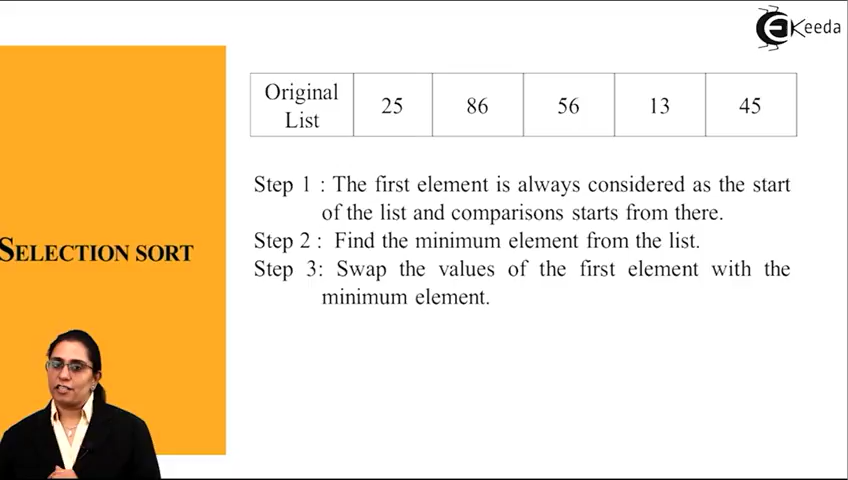 Keeda
Original List 25 86 56 13 45
Step 1 : The first element is always considered as the start
of the list and comparisons starts from there.
Step 2 : Find the minimum element from the list.
SELECTION SORT
Step 3: Swap the values of the first element with the
minimum element.